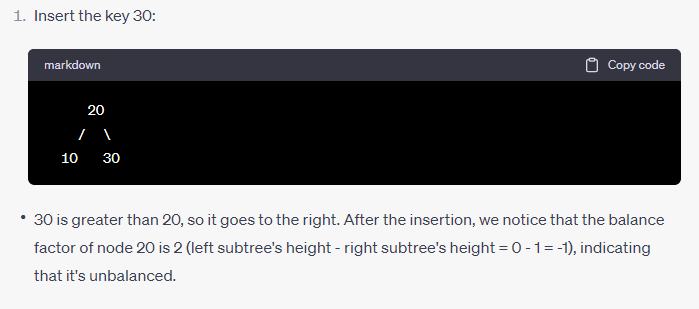 1. Insert the key 30:
markdown Copy code
20
/ \
10 30
• 30 is greater than 20, so it goes to the right. After the insertion, we notice that the balance
factor of node 20 is 2 (left subtree's height - right subtree's height = 0 - 1 = -1), indicating
that it's unbalanced.